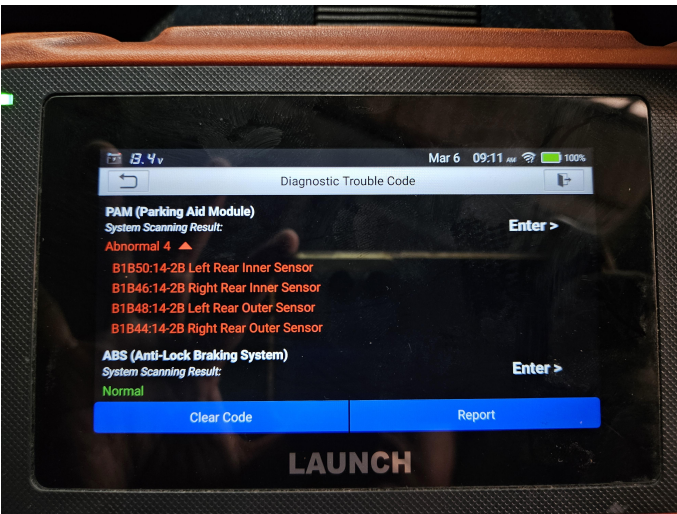 13.4v
Mar 6 09:11 AM 100%
Diagnostic Trouble Code
PAM (Parking Aid Module)
System Scanning Result:
Enter >
Abnormal 4
B1B50:14-2B Left Rear Inner Sensor
B1B46:14-2B Right Rear Inner Sensor
B1B48:14-2B Left Rear Outer Sensor
B1B44:14-2B Right Rear Outer Sensor
ABS (Anti-Lock Braking System)
System Scanning Result:
Enter >
Normal
Clear Code Report
LAUNCH